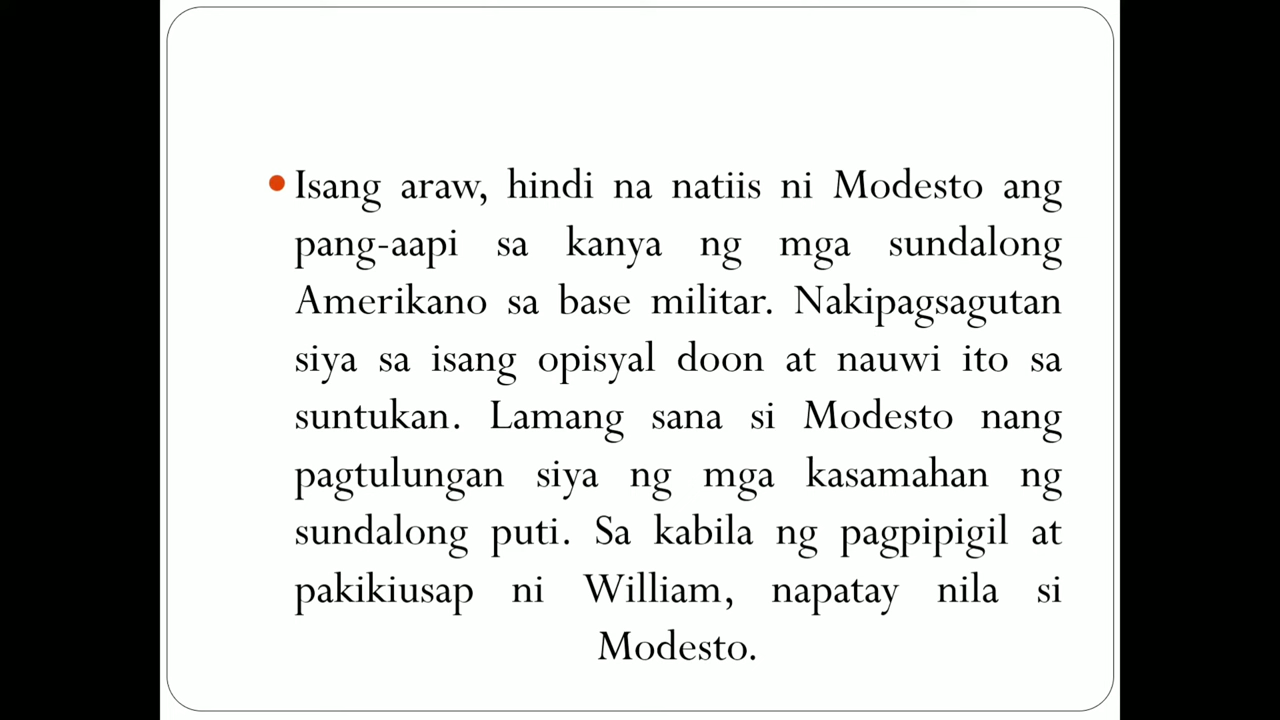 Isang araw, hindi na natiis ni Modesto ang
pang-aapi sa kanya ng mga sundalong
Amerikano sa base militar. Nakipagsagutan
siya sa isang opisyal doon at nauwi ito sa
suntukan. Lamang sana si Modesto nang
pagtulungan siya ng mga kasamahan ng
sundalong puti. Sa kabila ng pagpipigil at
pakikiusap ni William, napatay nila si
Modesto.